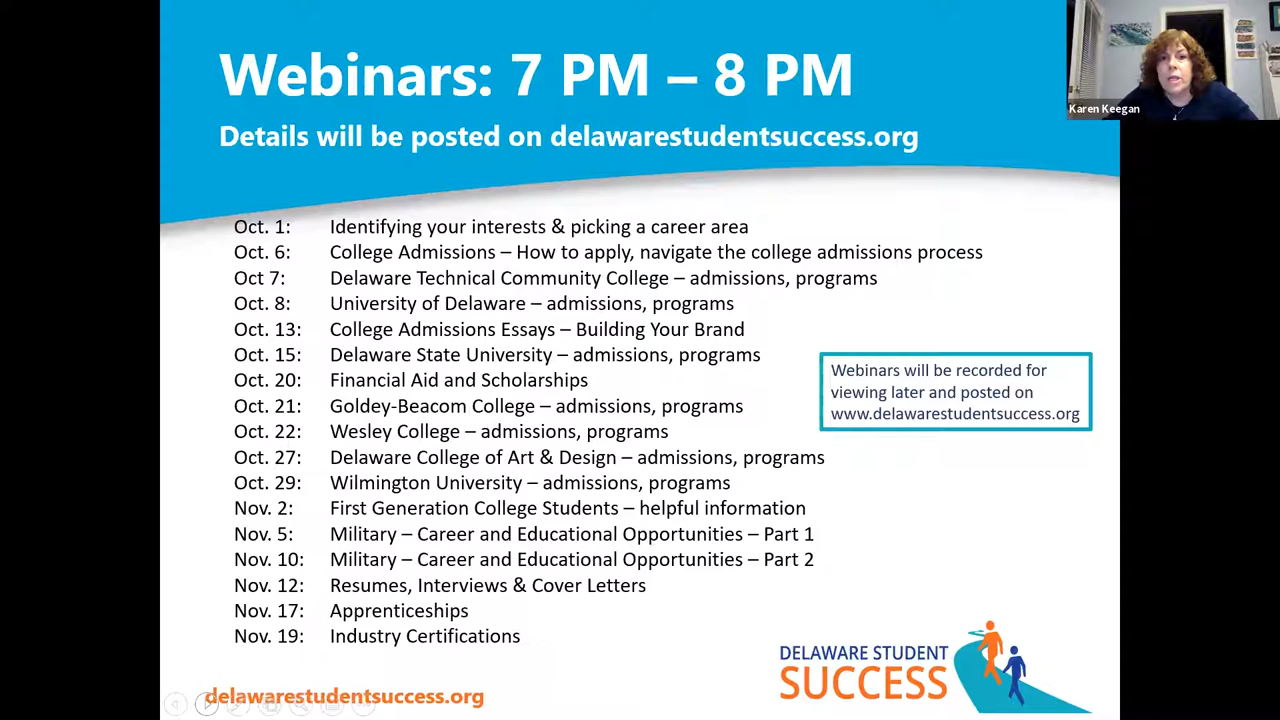 Webinars: 7 PM – 8 PM
Details will be posted on delawarestudentsuccess.org
Karen Keegan
Oct. 1: Identifying your interests & picking a career area
Oct. 6: College Admissions – How to apply, navigate the college admissions process
Oct 7: Delaware Technical Community College – admissions, programs
Oct. 8: University of Delaware – admissions, programs
Oct. 13: College Admissions Essays – Building Your Brand
Oct. 15: Delaware State University – admissions, programs
Oct. 20: Financial Aid and Scholarships
Oct. 21: Goldey-Beacom College – admissions, programs
Oct. 22: Wesley College – admissions, programs
Oct. 27: Delaware College of Art & Design – admissions, programs
Oct. 29: Wilmington University – admissions, programs
Nov. 2: First Generation College Students – helpful information
Nov. 5: Military – Career and Educational Opportunities – Part 1
Nov. 10: Military – Career and Educational Opportunities – Part 2
Nov. 12: Resumes, Interviews & Cover Letters
Nov. 17: Apprenticeships
Nov. 19: Industry Certifications
Webinars will be recorded for
viewing later and posted on
www.delawarestudentsuccess.org
DELAWARE STUDENT
SUCCESS
delawarestudentsuccess.org